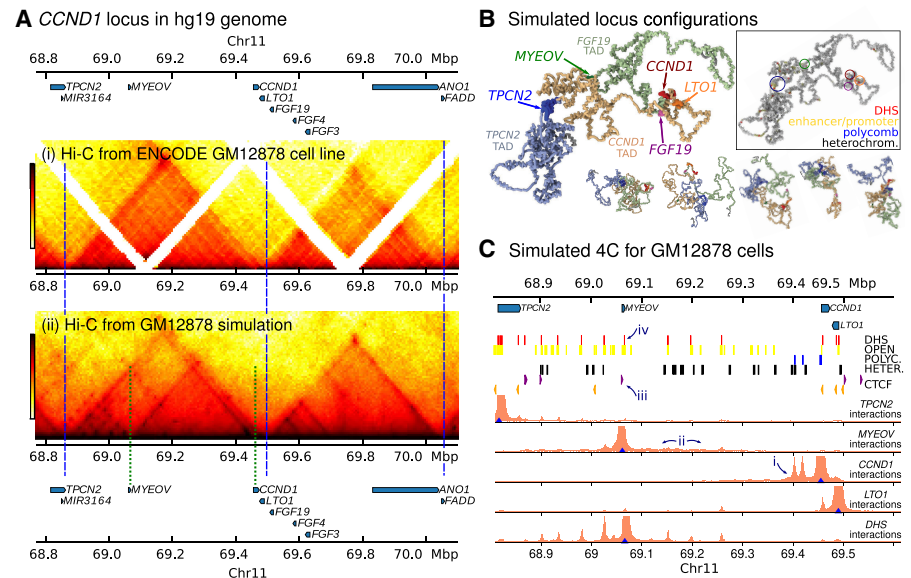 A CCND1 locus in hg19 genome
Chr11
68.8 69.0 69.2 69.4 69.6 69.8 70.0 Mbp
TPCN2 MYEOV CCND1 ANO1
MIR3164 LTO1 FADD
FGF19
FGF4
FGF3
(i) Hi-C from ENCODE GM12878 cell line
68.8 69.0 69.2 69.4 69.6 69.8 70.0 Mbp
(ii) Hi-C from GM12878 simulation
68.8 69.0 69.2 69.4 69.6 69.8 70.0 Mbp
TPCN2 MYEOV CCND1 ANO1
MIR3164 LTO1 FADD
FGF19
FGF4
FGF3
68.8 69.0 69.2 69.4 69.6 69.8 70.0 Mbp
Chr11
B Simulated locus configurations
FGF19
TAD
MYEOV
CCND1
TPCN2
LTO1
TPCN2
TAD
CCND1
TAD
FGF19
DHS
enhancer/promoter
polycomb
heterochrom.
C Simulated 4C for GM12878 cells
68.9 69.0 69.1 69.2 69.3 69.4 69.5 Mbp
TPCN2 MYEOV CCND1
LTO1
iv
DHS
OPEN
POLYC.
HETER.
CTCF
iii
TPCN2
interactions
MYEOV
interactions
ii
CCND1
interactions
i
LTO1
interactions
DHS
interactions
68.9 69 69.1 69.2 69.3 69.4 69.5
Chr11